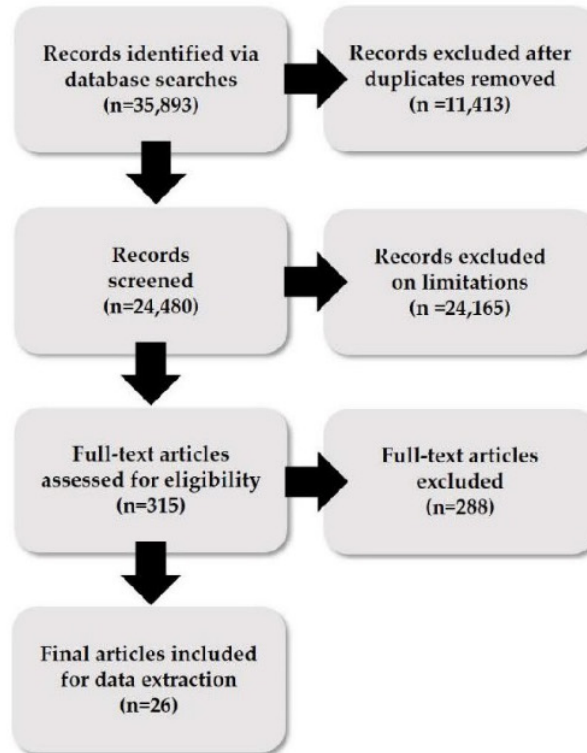 Records identified via
database searches
(n=35,893)
Records excluded after
duplicates removed
(n =11,413)
Records
screened
(n=24,480)
Records excluded
on limitations
(n =24,165)
Full-text articles
assessed for eligibility
(n=315)
Full-text articles
excluded
(n=288)
Final articles included
for data extraction
(n=26)